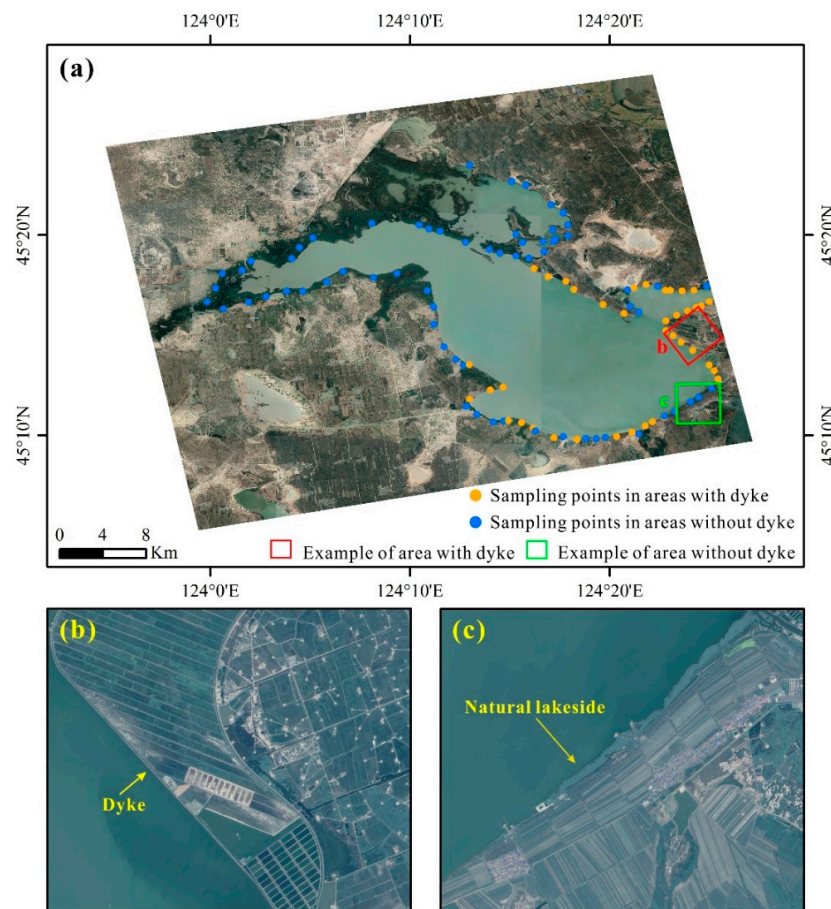 124°0'E 124°10'E 124°20'E
(a)
45°20'N 45°20'N
b
c
45°10'N 45°10'N
Sampling points in areas with dyke
Sampling points in areas without dyke
0 4 8
Km
Example of area with dyke Example of area without dyke
124°0'E 124°10'E 124°20'E
(b) (c)
Natural lakeside
Dyke